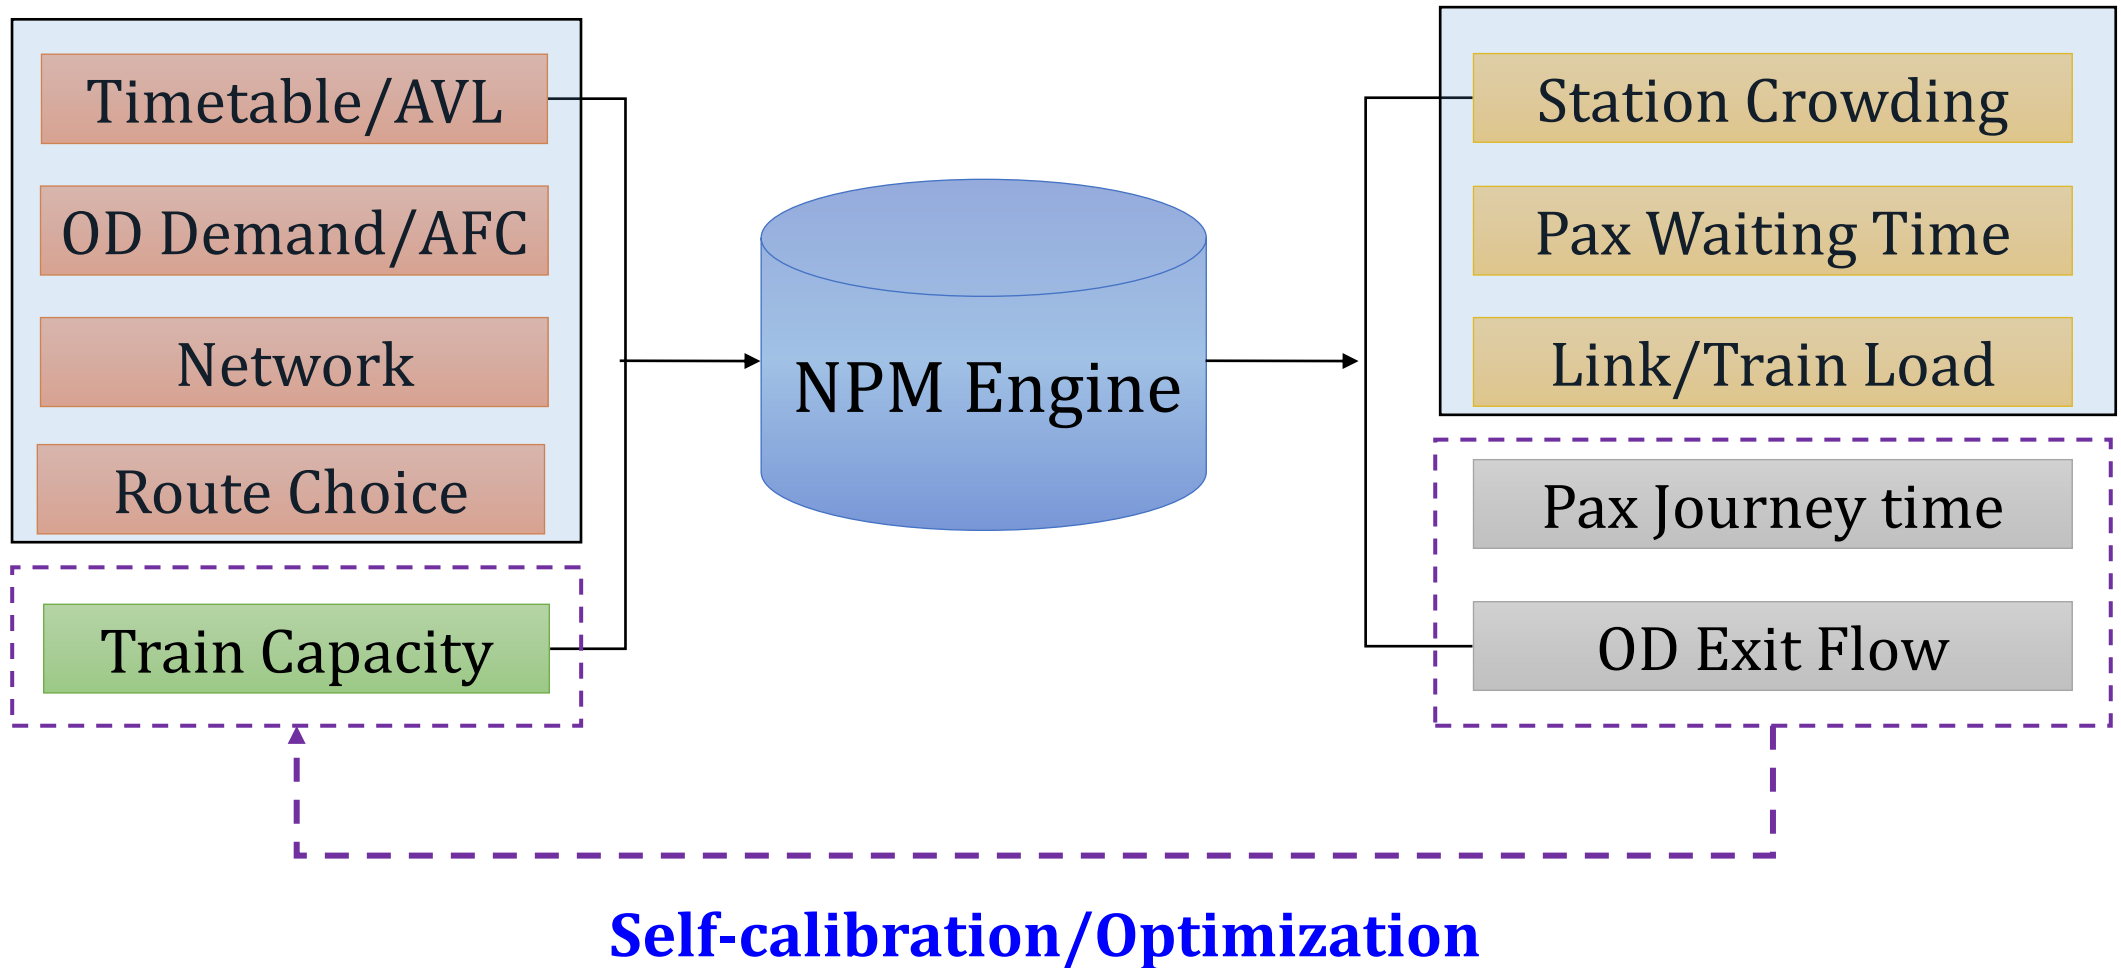 Timetable/AVL
OD Demand/AFC
Network
Route Choice
Train Capacity
NPM Engine
Station Crowding
Pax Waiting Time
Link/Train Load
Pax Journey time
OD Exit Flow
Self-calibration/Optimization